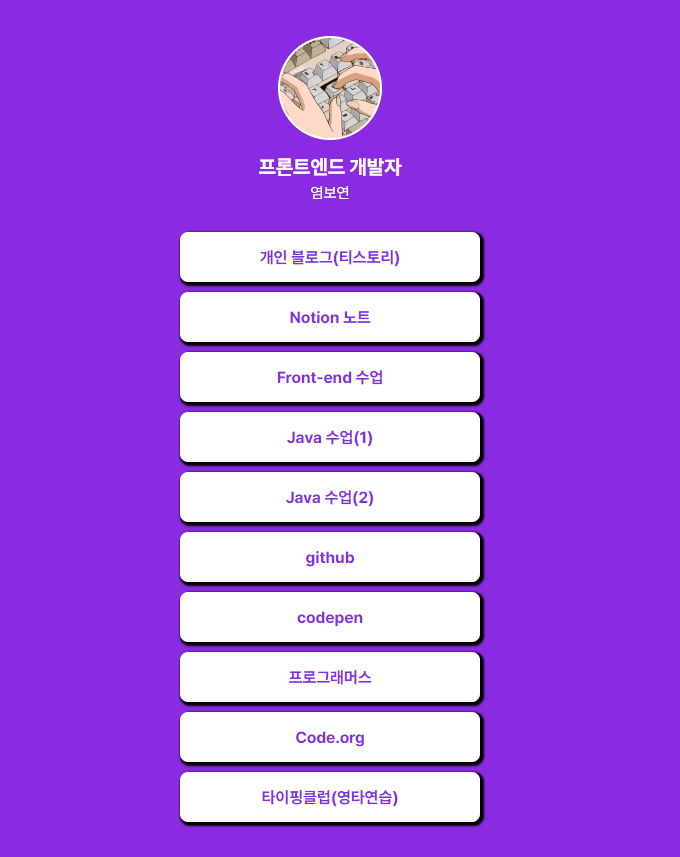 프론트엔드 개발자
염보연
개인 블로그(티스토리)
Notion 노트
Front-end 수업
Java 수업(1)
Java 수업(2)
github
codepen
프로그래머스
Code.org
타이핑클럽(영타연습)